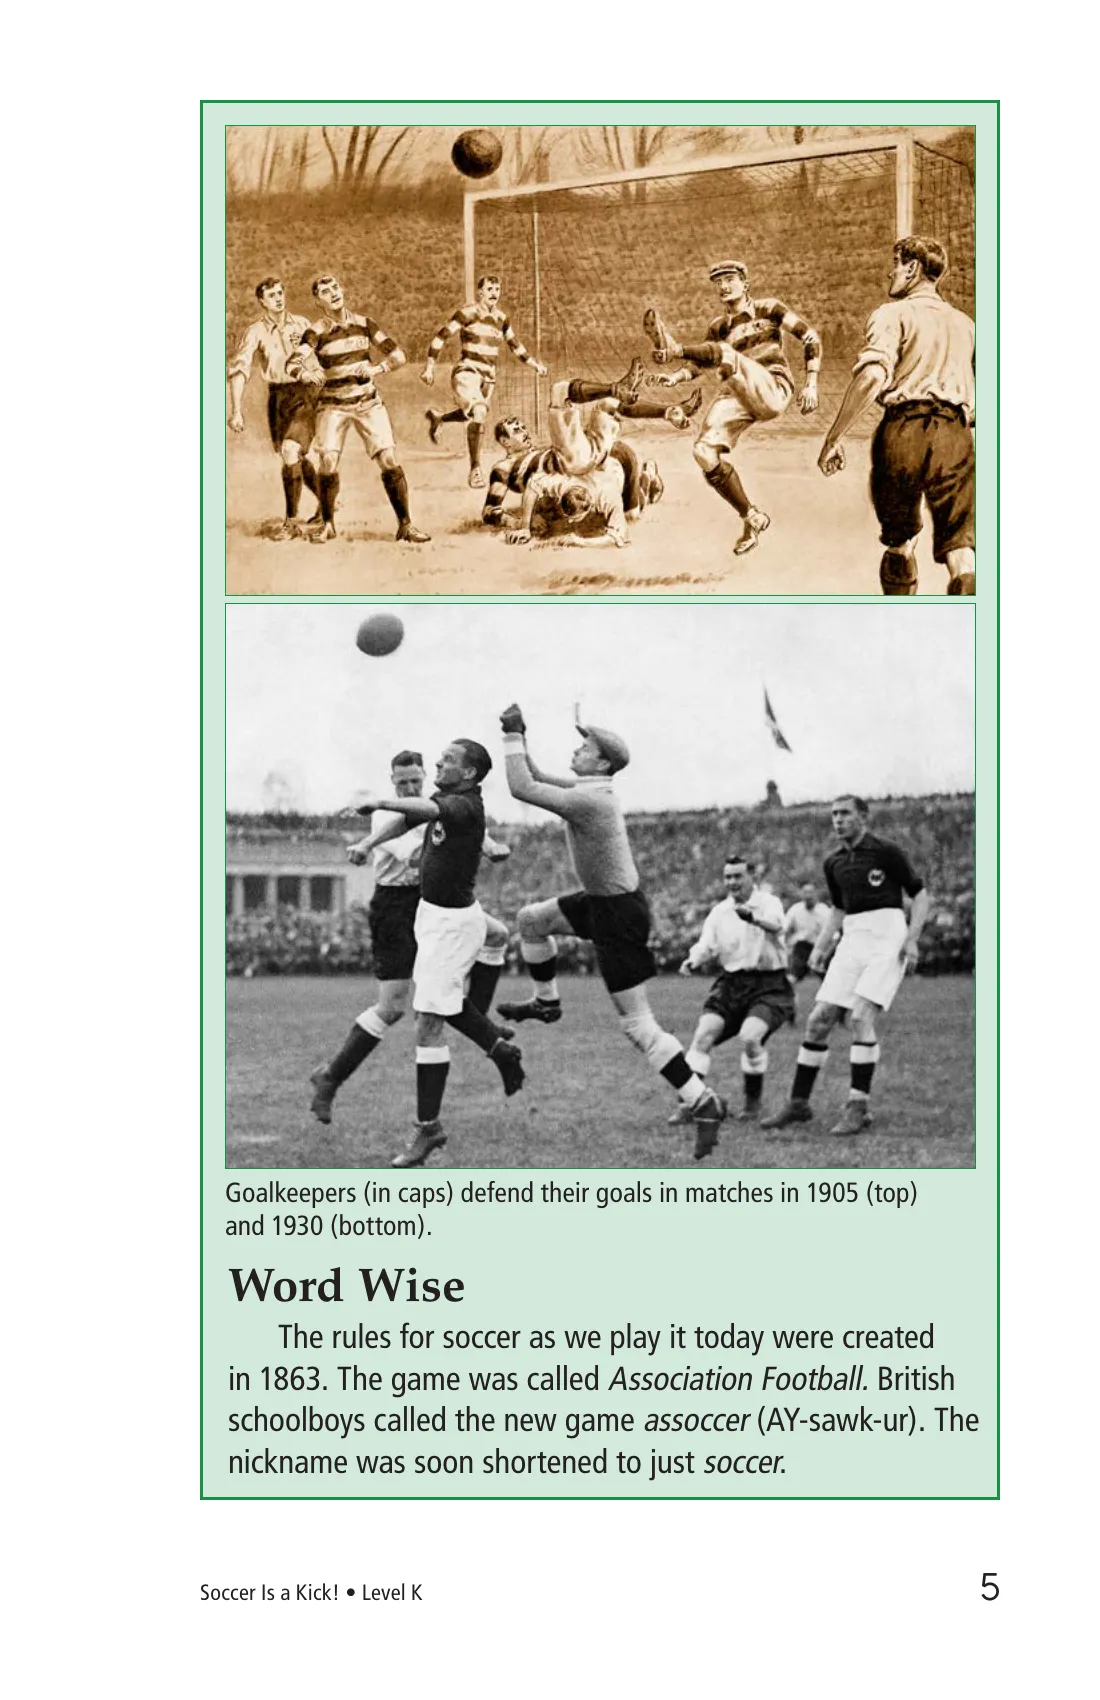 Goalkeepers (in caps) defend their goals in matches in 1905 (top)
and 1930 (bottom).
Word Wise
The rules for soccer as we play it today were created
in 1863. The game was called Association Football. British
schoolboys called the new game assoccer (AY-sawk-ur). The
nickname was soon shortened to just soccer.
Soccer Is a Kick! • Level K
5